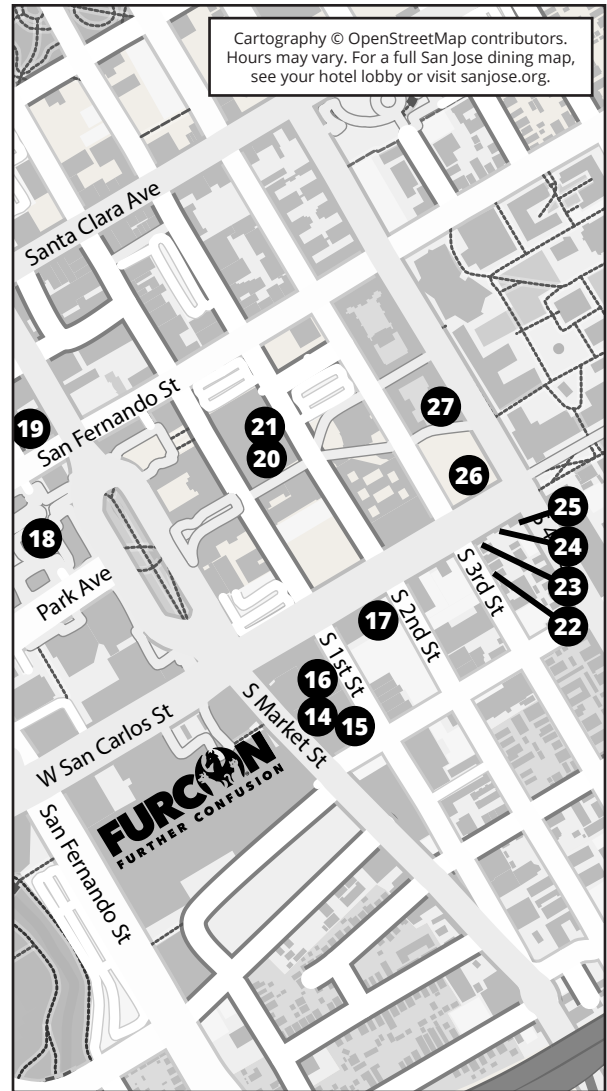 Cartography © OpenStreetMap contributors.
Hours may vary. For a full San Jose dining map,
see your hotel lobby or visit sanjose.org.
Santa Clara Ave
San Fernando St
19
21
20
27
26
18
Park Ave
25
S 4
24
23
22
S 3rd St
S 2nd St
17
S 1st St
16
14
15
S Market St
W San Carlos St
FURCON
FURTHER CONFUSION
San Fernando St